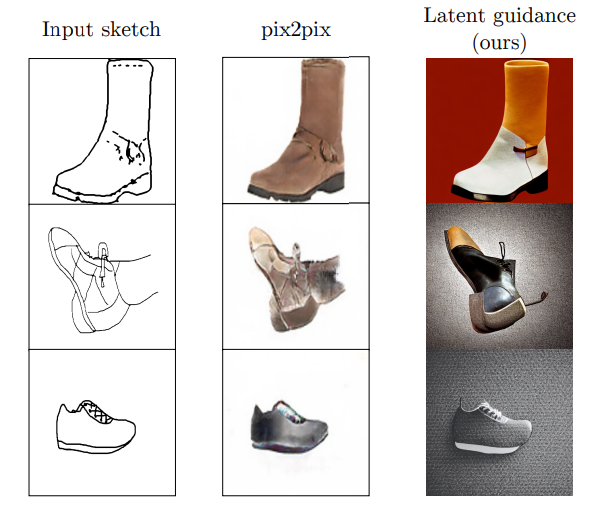 Input sketch
pix2pix
Latent guidance
(ours)